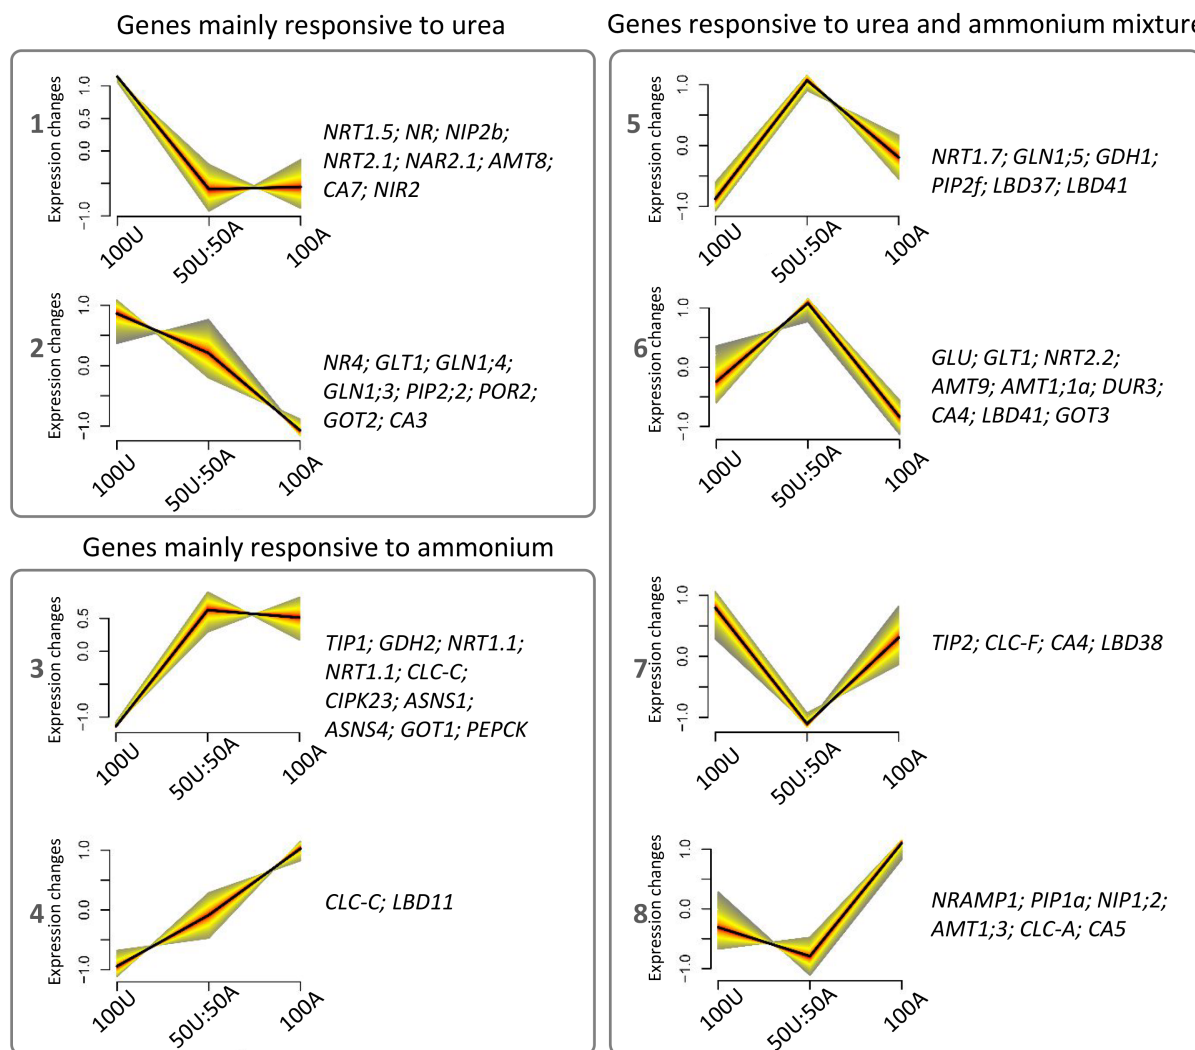 Genes mainly responsive to urea
1
Expression changes
1.0
0.5
0.0
−1.0
100U
50U:50A
100A
NRT1.5; NR; NIP2b;
NRT2.1; NAR2.1; AMT8;
CA7; NIR2
2
Expression changes
1.0
0.0
−1.0
100U
50U:50A
100A
NR4; GLT1; GLN1;4;
GLN1;3; PIP2;2; POR2;
GOT2; CA3
Genes mainly responsive to ammonium
3
Expression changes
0.5
0.0
−1.0
100U
50U:50A
100A
TIP1; GDH2; NRT1.1;
NRT1.1; CLC-C;
CIPK23; ASNS1;
ASNS4; GOT1; PEPCK
4
Expression changes
1.0
0.0
−1.0
100U
50U:50A
100A
CLC-C; LBD11
Genes responsive to urea and ammonium mixture
5
Expression changes
1.0
0.0
−1.0
100U
50U:50A
100A
NRT1.7; GLN1;5; GDH1;
PIP2f; LBD37; LBD41
6
Expression changes
1.0
0.0
−1.0
100U
50U:50A
100A
GLU; GLT1; NRT2.2;
AMT9; AMT1;1a; DUR3;
CA4; LBD41; GOT3
7
Expression changes
1.0
0.0
−1.0
100U
50U:50A
100A
TIP2; CLC-F; CA4; LBD38
8
Expression changes
1.0
0.0
−1.0
100U
50U:50A
100A
NRAMP1; PIP1a; NIP1;2;
AMT1;3; CLC-A; CA5